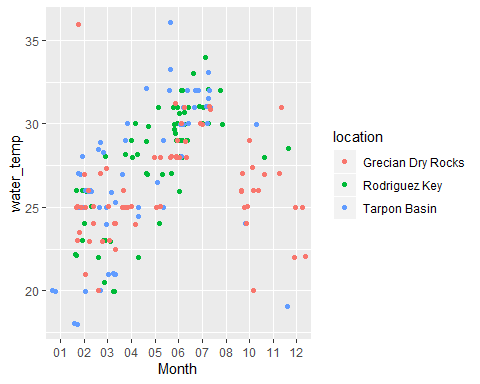 35
30
25
20
water_temp
01 02 03 04 05 06 07 08 10 11 12
Month
location
Grecian Dry Rocks
Rodriguez Key
Tarpon Basin